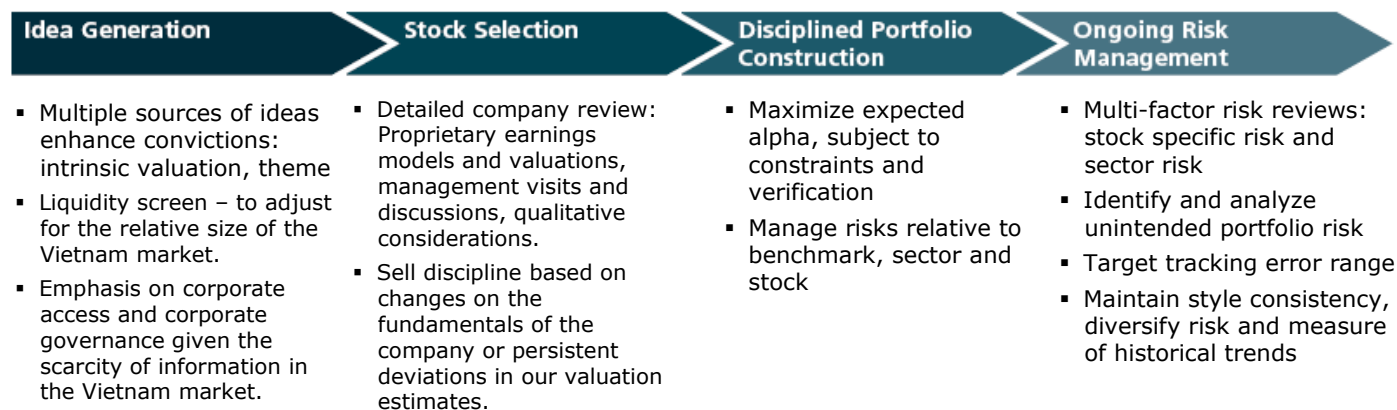 Idea Generation
▪ Multiple sources of ideas
enhance convictions:
intrinsic valuation, theme
▪ Liquidity screen – to adjust
for the relative size of the
Vietnam market.
▪ Emphasis on corporate
access and corporate
governance given the
scarcity of information in
the Vietnam market.
Stock Selection
▪ Detailed company review:
Proprietary earnings
models and valuations,
management visits and
discussions, qualitative
considerations.
▪ Sell discipline based on
changes on the
fundamentals of the
company or persistent
deviations in our valuation
estimates.
Disciplined Portfolio
Construction
▪ Maximize expected
alpha, subject to
constraints and
verification
▪ Manage risks relative to
benchmark, sector and
stock
Ongoing Risk
Management
▪ Multi-factor risk reviews:
stock specific risk and
sector risk
▪ Identify and analyze
unintended portfolio risk
▪ Target tracking error range
▪ Maintain style consistency,
diversify risk and measure
of historical trends